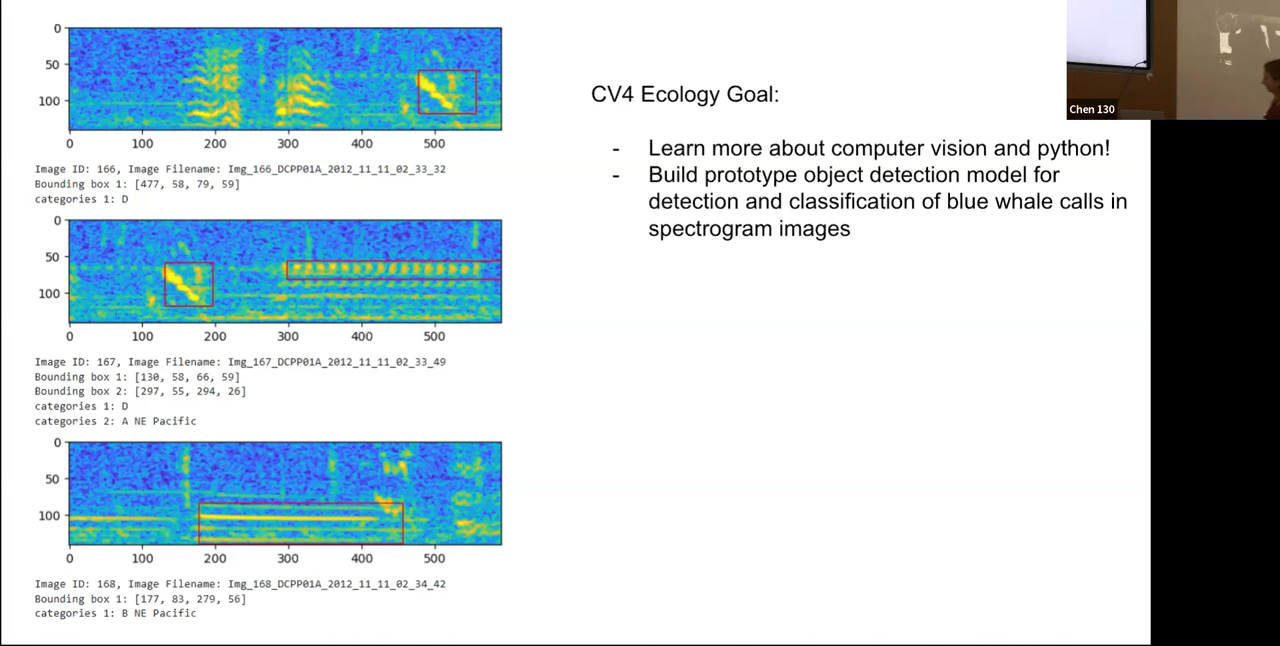 0
50
100
0 100 200 300 400 500
Image ID: 166, Image Filename: Img_166_DCPP01A_2012_11_11_02_33_32
Bounding box 1: [477, 58, 79, 59]
categories 1: D
0
50
100
0 100 200 300 400 500
Image ID: 167, Image Filename: Img_167_DCPP01A_2012_11_11_02_33_49
Bounding box 1: [130, 58, 66, 59]
Bounding box 2: [297, 55, 294, 26]
categories 1: D
categories 2: A NE Pacific
0
50
100
0 100 200 300 400 500
Image ID: 168, Image Filename: Img_168_DCPP01A_2012_11_11_02_34_42
Bounding box 1: [177, 83, 279, 56]
categories 1: B NE Pacific
CV4 Ecology Goal:
- Learn more about computer vision and python!
- Build prototype object detection model for
detection and classification of blue whale calls in
spectrogram images
Chen 130